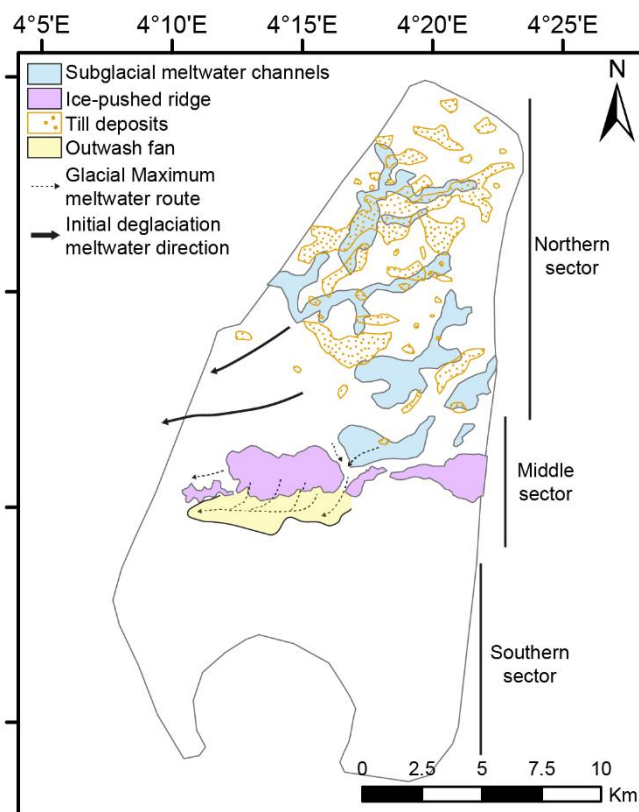 4°5'E 4°10'E 4°15'E 4°20'E 4°25'E
Subglacial meltwater channels
Ice-pushed ridge
Till deposits
Outwash fan
Glacial Maximum
meltwater route
Initial deglaciation
meltwater direction
N
Northern
sector
Middle
sector
Southern
sector
0 2.5 5 7.5 10
Km